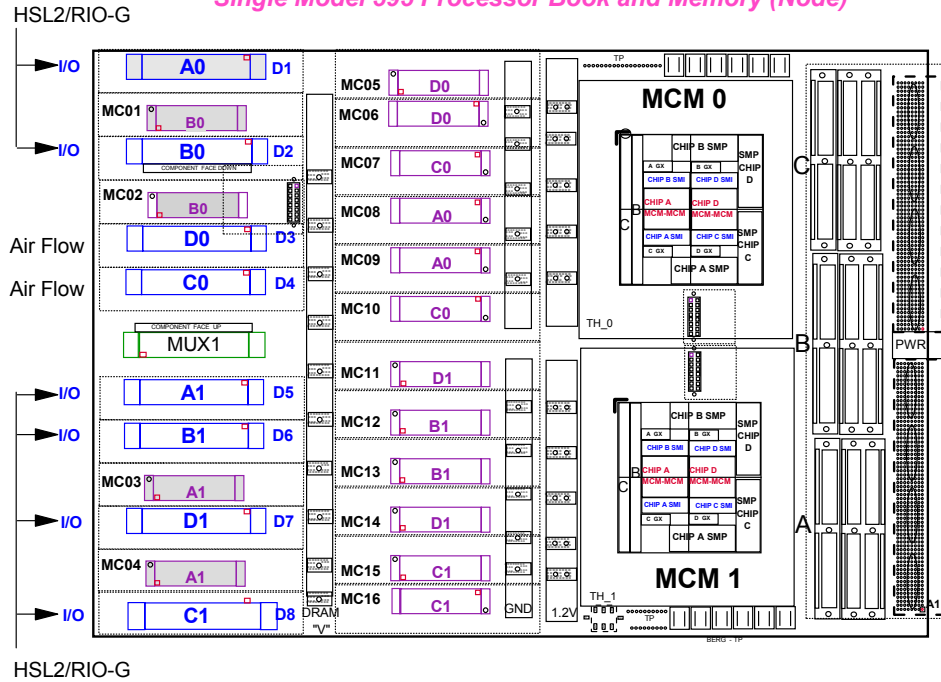 Single Model 595 Processor Book and Memory (Node)
HSL2/RIO-G
I/O
A0
D1
MC01
B0
I/O
B0
D2
COMPONENT FACE DOWN
MC02
B0
Air Flow
D0
D3
Air Flow
C0
D4
COMPONENT FACE UP
MUX1
I/O
A1
D5
I/O
B1
D6
MC03
A1
I/O
D1
D7
MC04
A1
I/O
C1
D8
HSL2/RIO-G
DRAM
"V"
MC05
D0
MC06
D0
MC07
C0
MC08
A0
MC09
A0
MC10
C0
MC11
D1
MC12
B1
MC13
B1
MC14
D1
MC15
C1
MC16
C1
GND
1.2V
TP
MCM 0
CHIP B SMP
SMP
CHIP
D
A GX
B GX
CHIP B SMI
CHIP D SMI
CHIP A
CHIP D
MCM-MCM
MCM-MCM
B
C
CHIP A SMI
CHIP C SMI
SMP
CHIP
C
C GX
D GX
CHIP A SMP
TH_0
CHIP B SMP
SMP
CHIP
D
A GX
B GX
CHIP B SMI
CHIP D SMI
CHIP A
CHIP D
MCM-MCM
MCM-MCM
B
C
CHIP A SMI
CHIP C SMI
SMP
CHIP
C
C GX
D GX
CHIP A SMP
MCM 1
TH_1
TP
BERG - TP
C
B
A
PWR
A1